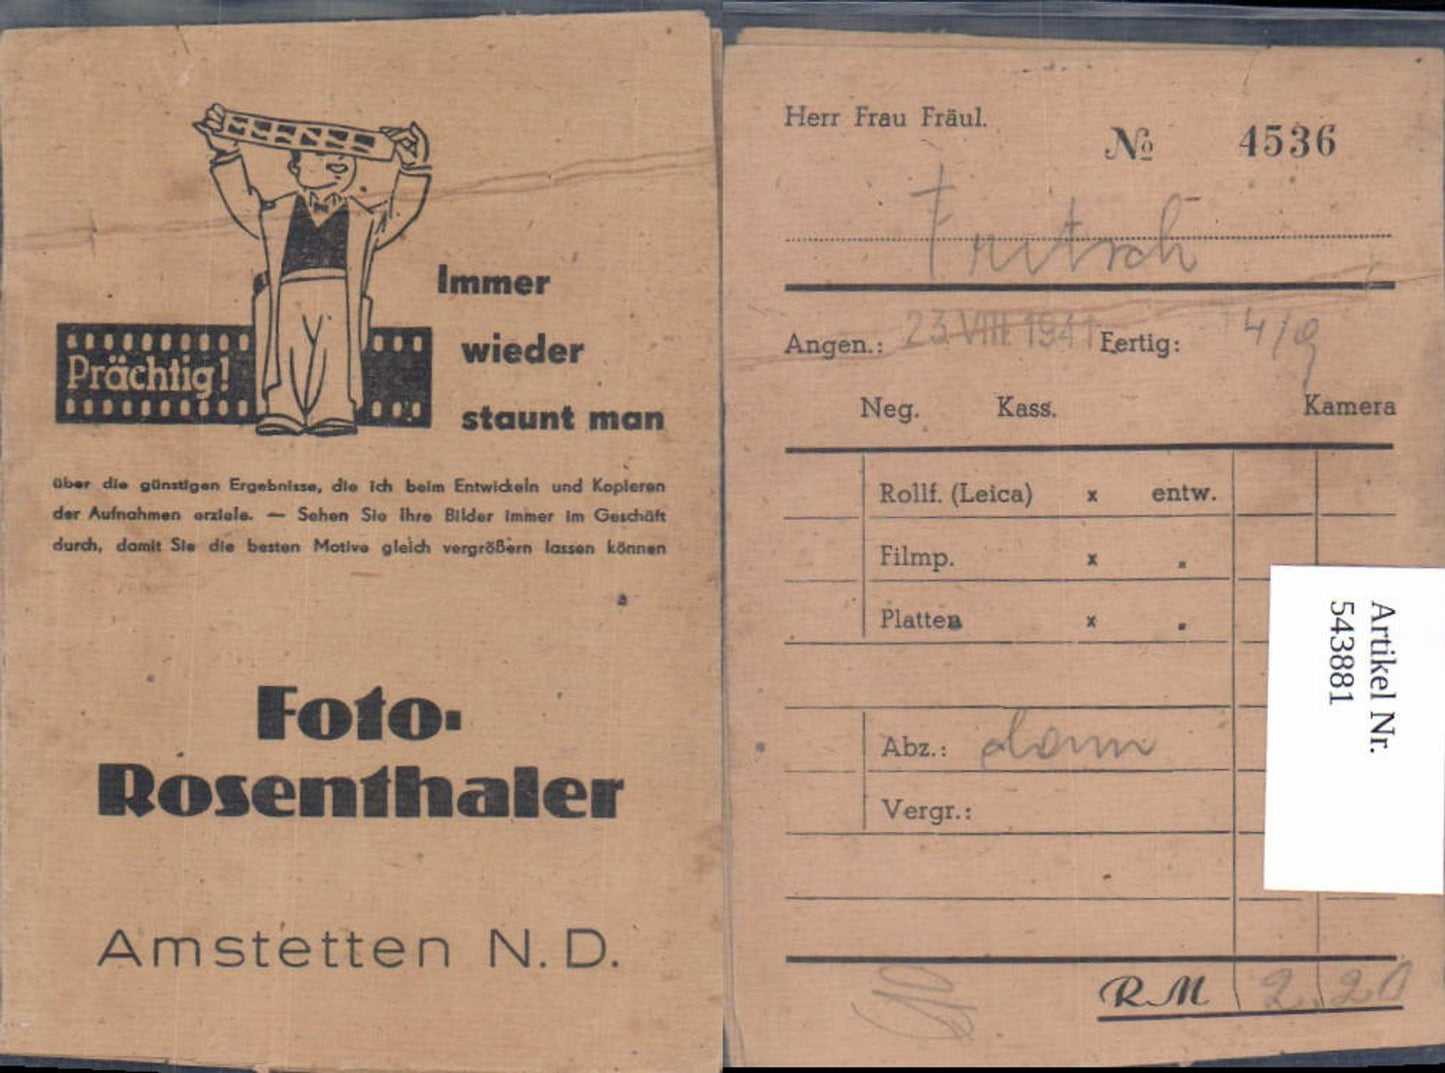 Prächtig!
Immer
wieder
staunt man
über die günstigen Ergebnisse, die ich beim Entwickeln und Kopieren
der Aufnahmen erziele. — Sehen Sie Ihre Bilder immer im Geschäft
durch, damit Sie die besten Motive gleich vergrößern lassen können
Foto-
Rosenthaler
Amstetten N. D.
Herr Frau Fräul.
№ 4536
Fritsch
Angen.: 23. VIII 1941 Fertig: 4/9
Neg. Kass. Kamera
Rollf. (Leica) x entw.
Filmp. x "
Platten x "
Abz.:
Vergr.:
RM 2.20
Artikel Nr.
543881